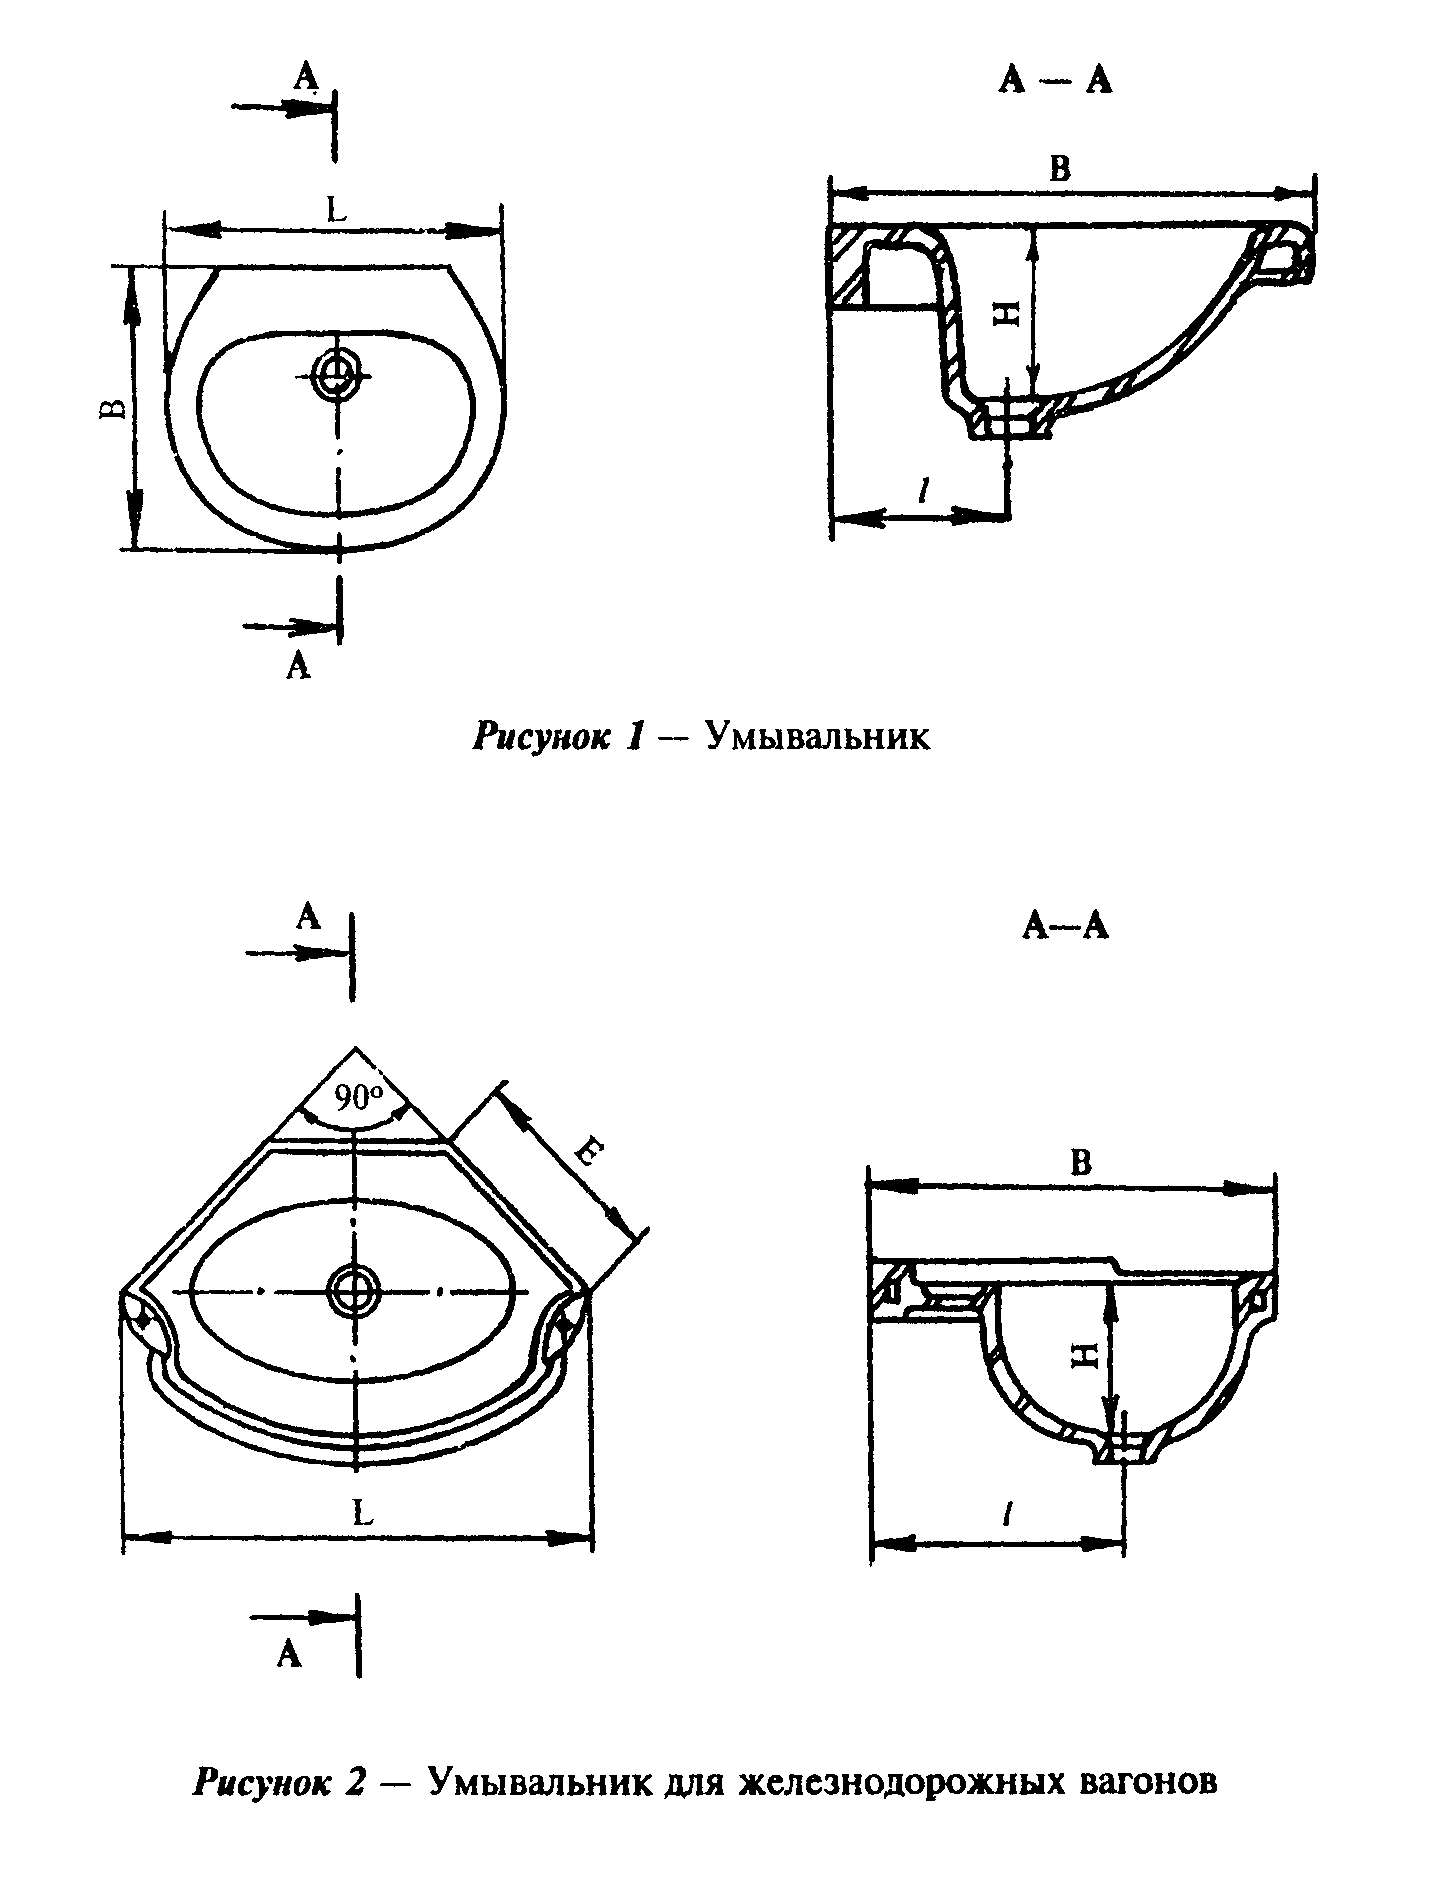 А
А — А
В
L
H
В
l
А
Рисунок 1 — Умывальник
А
А—А
90°
E
В
H
L
l
А
Рисунок 2 — Умывальник для железнодорожных вагонов